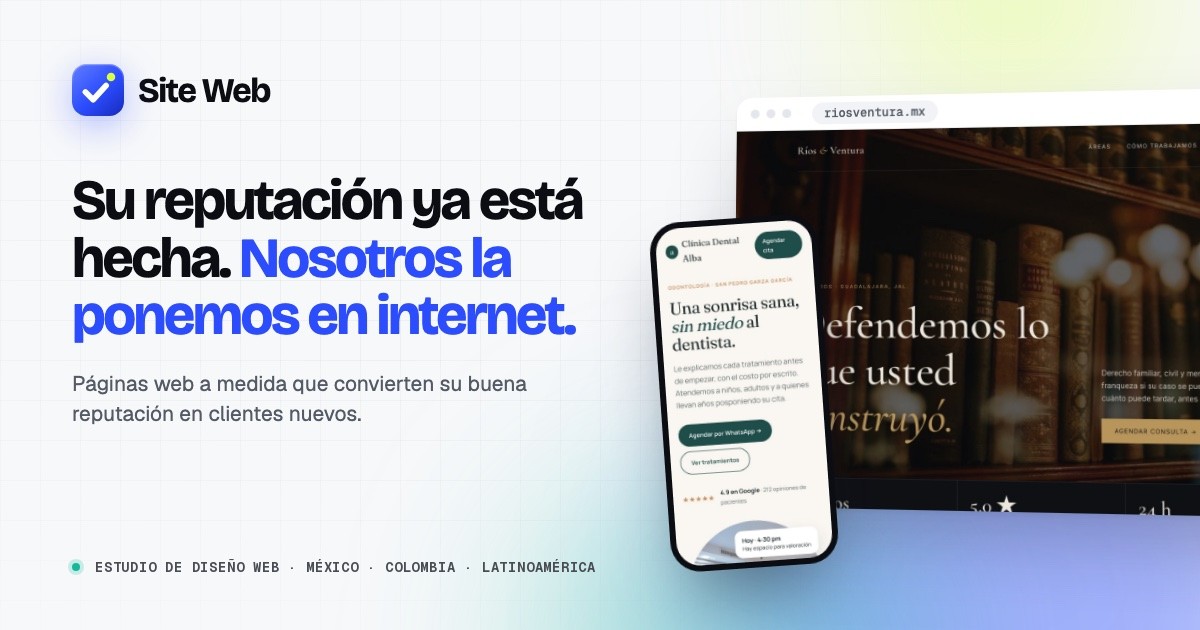 Site Web
Su reputación ya está
hecha. Nosotros la
ponemos en internet.
Páginas web a medida que convierten su buena
reputación en clientes nuevos.
ESTUDIO DE DISEÑO WEB · MÉXICO · COLOMBIA · LATINOAMÉRICA
riosventura.mx
Ríos & Ventura
ÁREAS
CÓMO TRABAJAMOS
GUADALAJARA, JAL.
efendemos lo
ue usted
nstruyó.
Derecho familiar, civil y mer
franqueza si su caso se pue
cuánto puede tardar, antes
AGENDAR CONSULTA →
os
5.0 ★
24 h
Clínica Dental
Alba
Agendar
cita
ODONTOLOGÍA · SAN PEDRO GARZA GARCÍA
Una sonrisa sana,
sin miedo al
dentista.
Le explicamos cada tratamiento antes
de empezar, con el costo por escrito.
Atendemos a niños, adultos y a quienes
llevan años posponiendo su cita.
Agendar por WhatsApp →
Ver tratamientos
★★★★★ 4.9 en Google · 212 opiniones de
pacientes
Hoy · 4:30 pm
Hay espacio para valoración